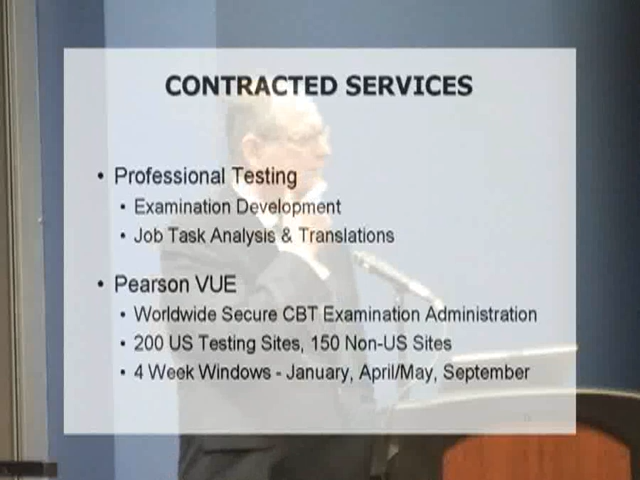 CONTRACTED SERVICES
• Professional Testing
• Examination Development
• Job Task Analysis & Translations
• Pearson VUE
• Worldwide Secure CBT Examination Administration
• 200 US Testing Sites, 150 Non-US Sites
• 4 Week Windows - January, April/May, September